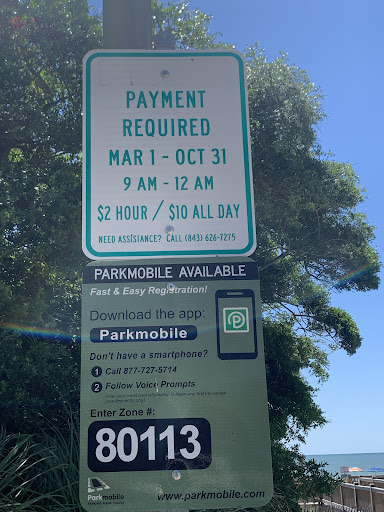 PAYMENT
REQUIRED
MAR 1 - OCT 31
9 AM - 12 AM
$2 HOUR / $10 ALL DAY
NEED ASSISTANCE? CALL (843) 626-7275
PARKMOBILE AVAILABLE
Fast & Easy Registration!
Download the app:
Parkmobile
Don't have a smartphone?
1 Call 877-727-5714
2 Follow Voice Prompts
Enter Zone #:
80113
Parkmobile
www.parkmobile.com